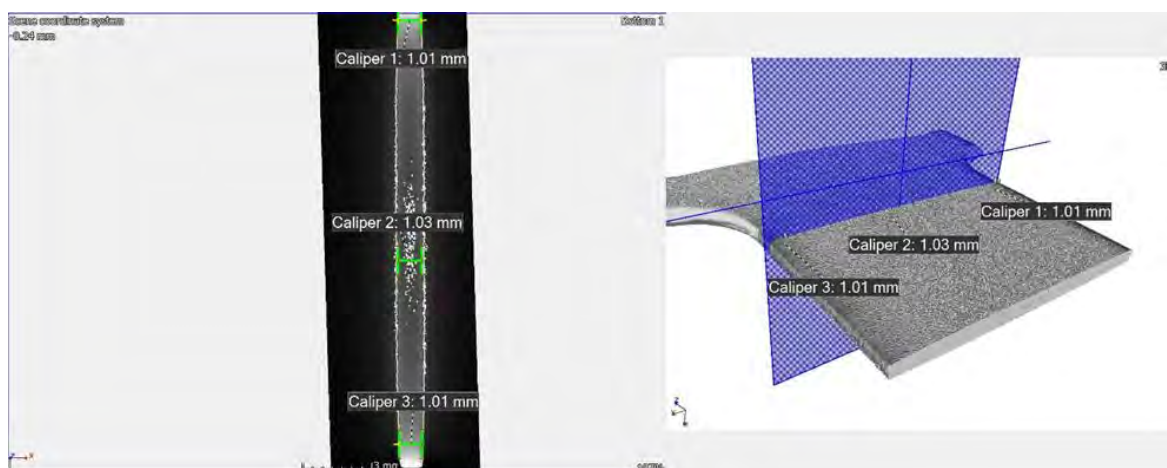 Scene coordinate system
-0.24 mm
Bottom 1
Caliper 1: 1.01 mm
Caliper 2: 1.03 mm
Caliper 3: 1.01 mm
Caliper 1: 1.01 mm
Caliper 2: 1.03 mm
Caliper 3: 1.01 mm